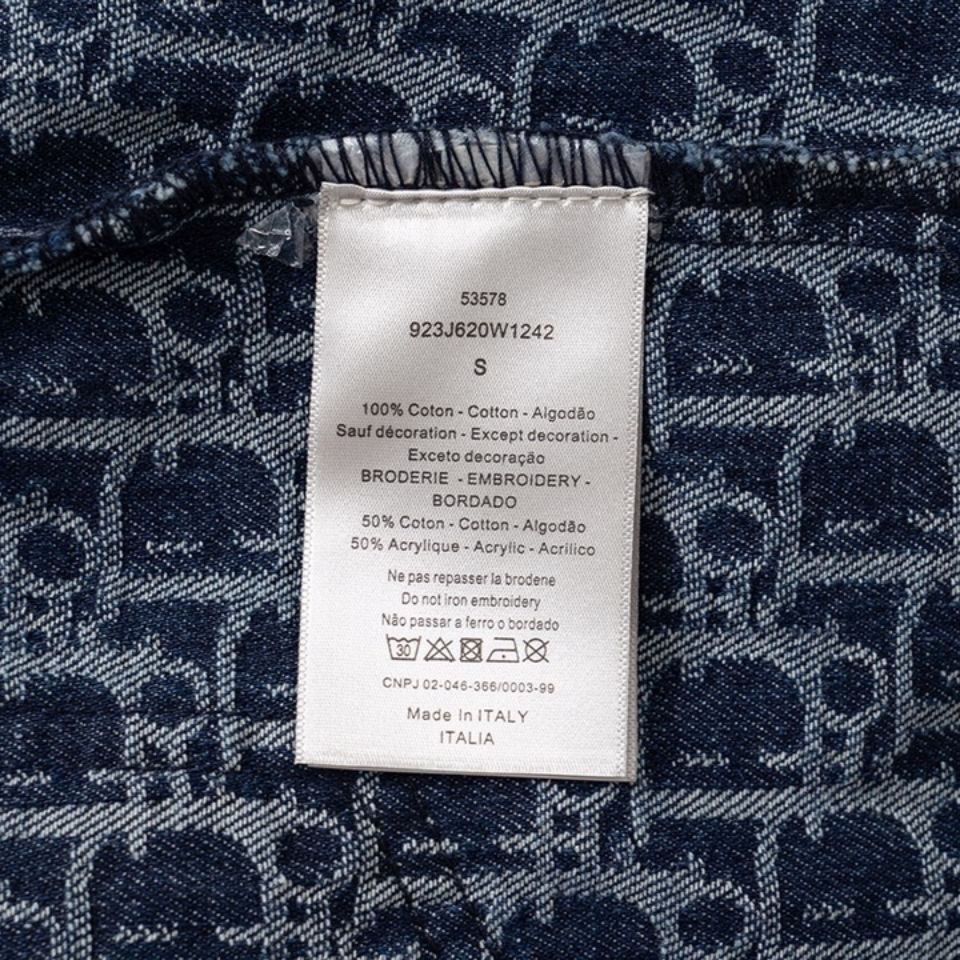 53578
923J620W1242
S
100% Coton - Cotton - Algodão
Sauf décoration - Except decoration -
Exceto decoração
BRODERIE - EMBROIDERY -
BORDADO
50% Coton - Cotton - Algodão
50% Acrylique - Acrylic - Acrilico
Ne pas repasser la brodene
Do not iron embroidery
Não passar a ferro o bordado
30
CNPJ 02-046-366/0003-99
Made In ITALY
ITALIA